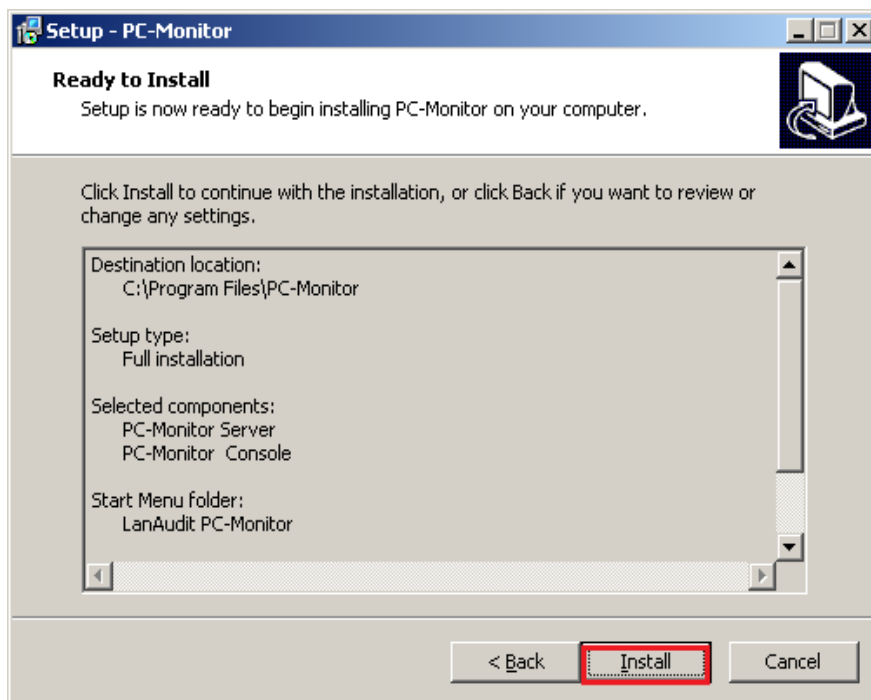 Setup - PC-Monitor
Ready to Install
Setup is now ready to begin installing PC-Monitor on your computer.
Click Install to continue with the installation, or click Back if you want to review or
change any settings.
Destination location:
C:\Program Files\PC-Monitor
Setup type:
Full installation
Selected components:
PC-Monitor Server
PC-Monitor  Console
Start Menu folder:
LanAudit PC-Monitor
< Back
Install
Cancel